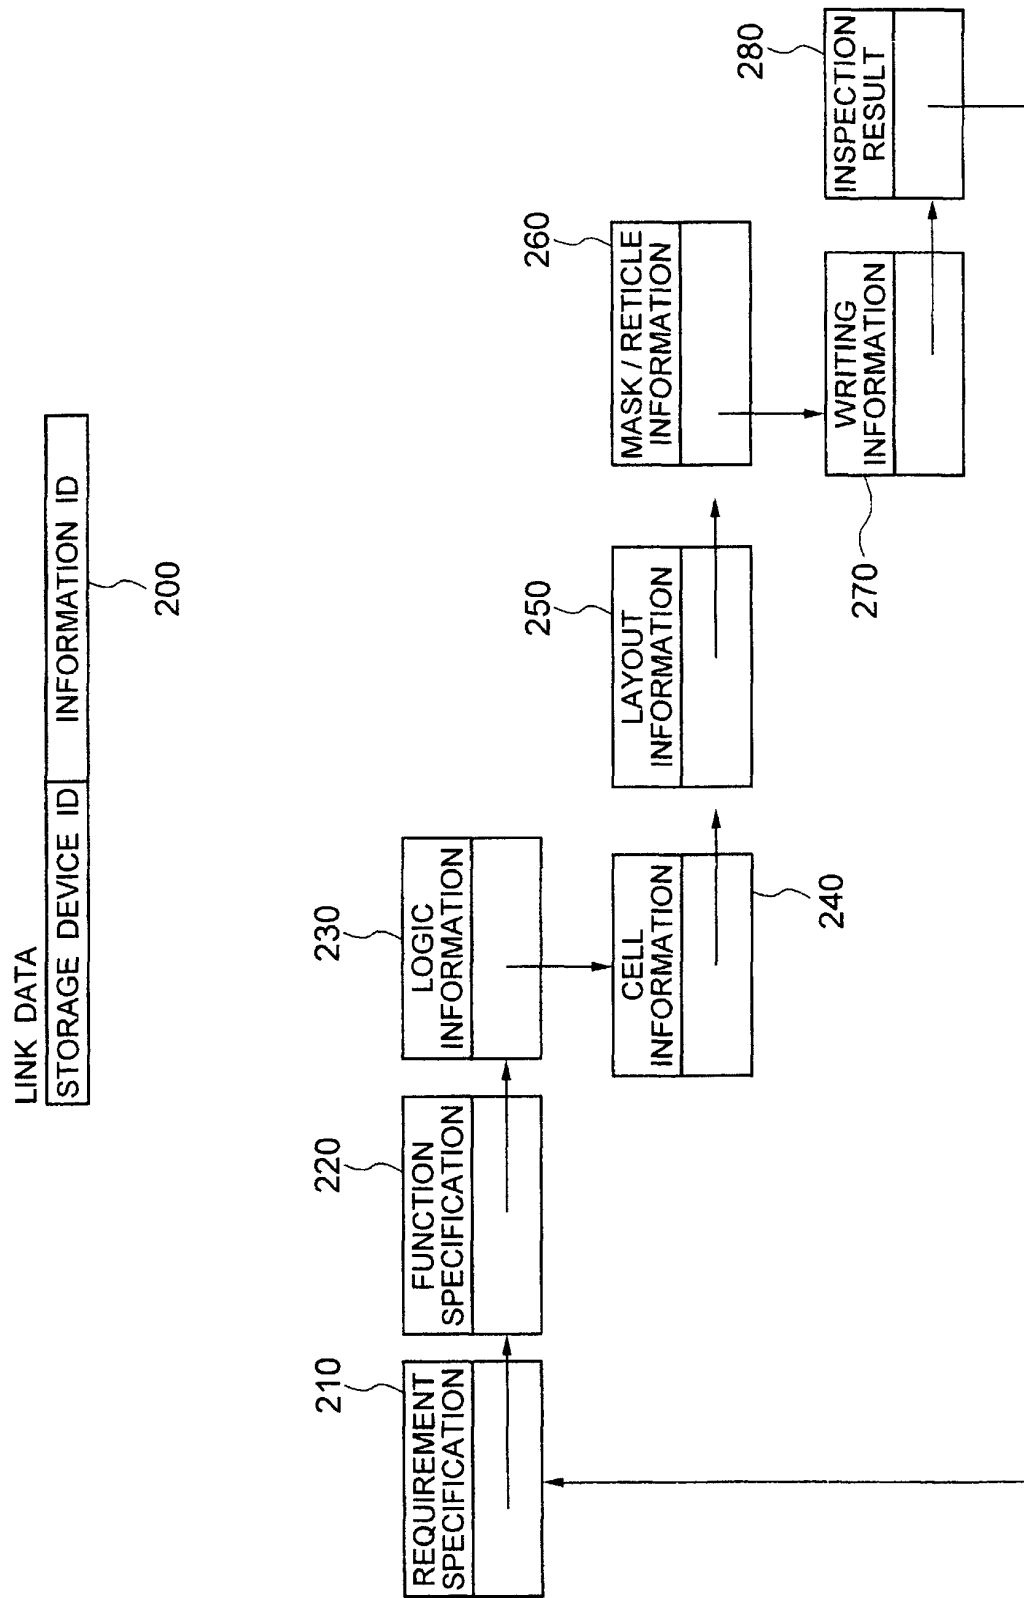 LINK DATA
STORAGE DEVICE ID
INFORMATION ID
200
210
REQUIREMENT
SPECIFICATION
220
FUNCTION
SPECIFICATION
230
LOGIC
INFORMATION
CELL
INFORMATION
240
250
LAYOUT
INFORMATION
260
MASK / RETICLE
INFORMATION
WRITING
INFORMATION
270
280
INSPECTION
RESULT